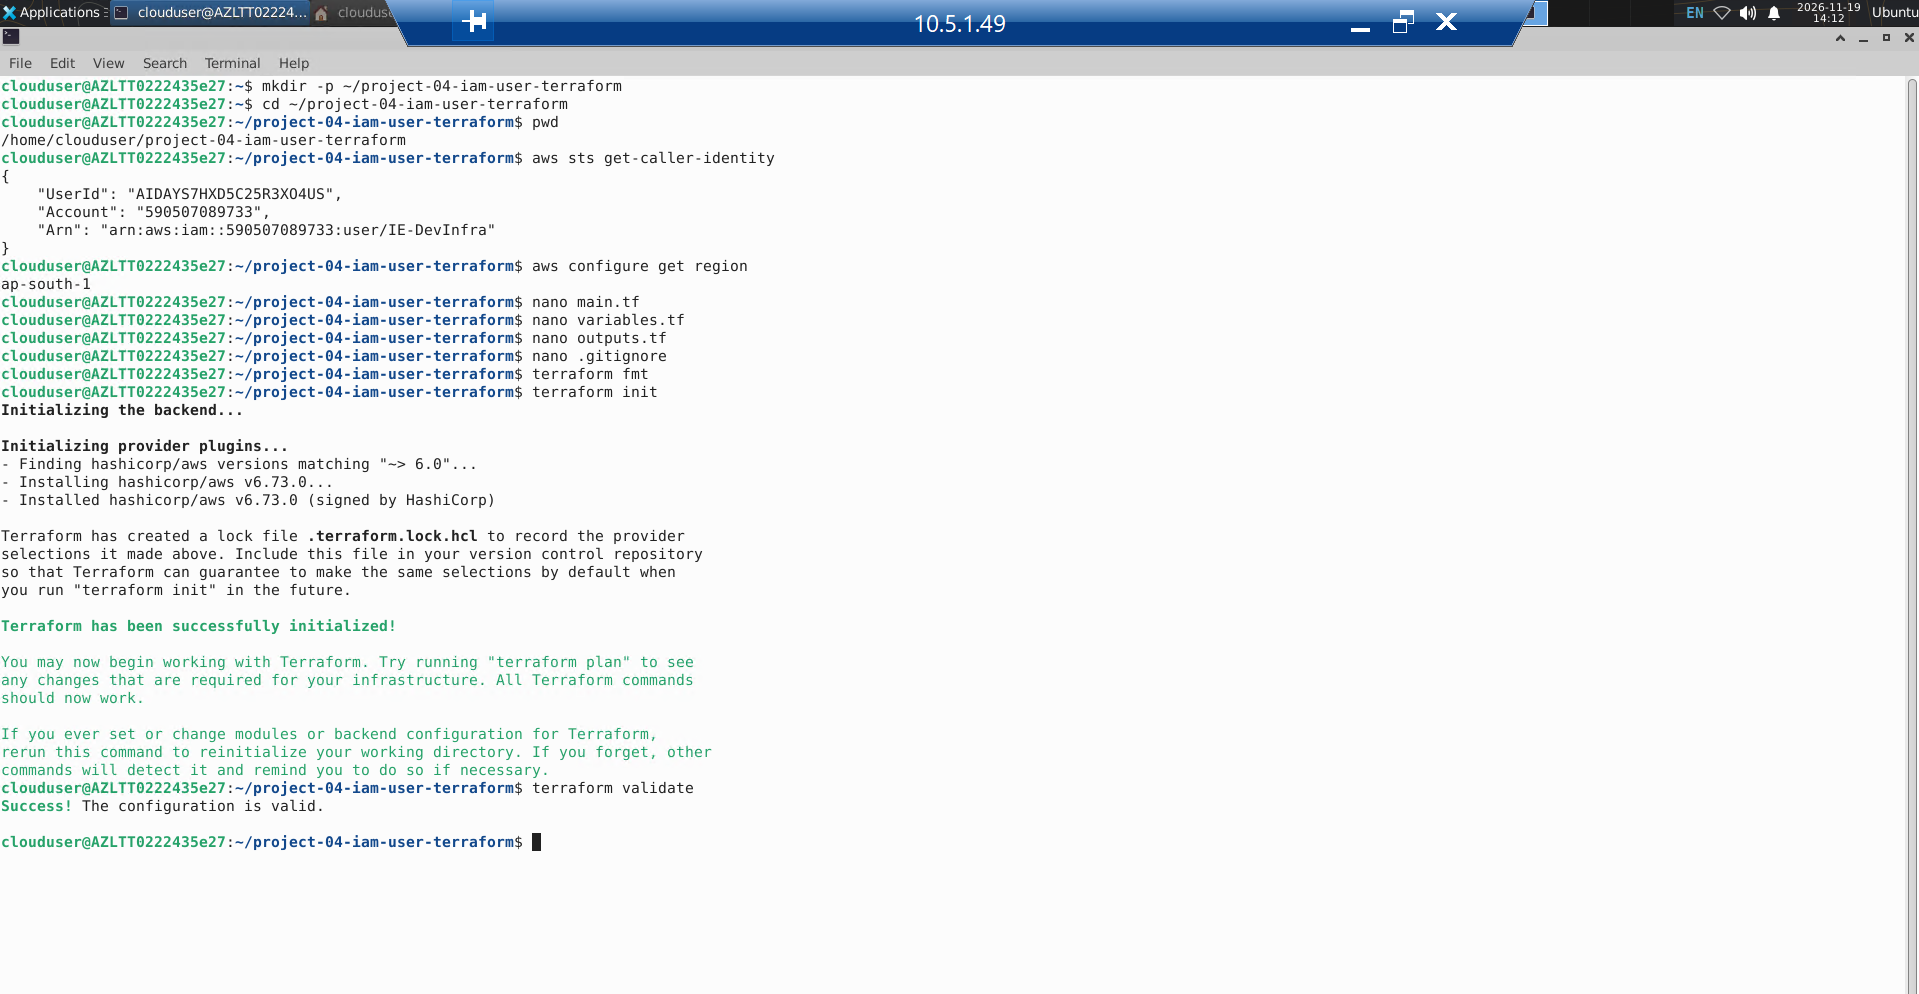 Applications
clouduser@AZLTT02224...
clouduse
10.5.1.49
EN
2026-11-19
14:12
Ubuntu
File Edit View Search Terminal Help
clouduser@AZLTT0222435e27:~$ mkdir -p ~/project-04-iam-user-terraform
clouduser@AZLTT0222435e27:~$ cd ~/project-04-iam-user-terraform
clouduser@AZLTT0222435e27:~/project-04-iam-user-terraform$ pwd
/home/clouduser/project-04-iam-user-terraform
clouduser@AZLTT0222435e27:~/project-04-iam-user-terraform$ aws sts get-caller-identity
{
    "UserId": "AIDAYS7HXD5C25R3XO4US",
    "Account": "590507089733",
    "Arn": "arn:aws:iam::590507089733:user/IE-DevInfra"
}
clouduser@AZLTT0222435e27:~/project-04-iam-user-terraform$ aws configure get region
ap-south-1
clouduser@AZLTT0222435e27:~/project-04-iam-user-terraform$ nano main.tf
clouduser@AZLTT0222435e27:~/project-04-iam-user-terraform$ nano variables.tf
clouduser@AZLTT0222435e27:~/project-04-iam-user-terraform$ nano outputs.tf
clouduser@AZLTT0222435e27:~/project-04-iam-user-terraform$ nano .gitignore
clouduser@AZLTT0222435e27:~/project-04-iam-user-terraform$ terraform fmt
clouduser@AZLTT0222435e27:~/project-04-iam-user-terraform$ terraform init
Initializing the backend...
Initializing provider plugins...
- Finding hashicorp/aws versions matching "~> 6.0"...
- Installing hashicorp/aws v6.73.0...
- Installed hashicorp/aws v6.73.0 (signed by HashiCorp)
Terraform has created a lock file .terraform.lock.hcl to record the provider
selections it made above. Include this file in your version control repository
so that Terraform can guarantee to make the same selections by default when
you run "terraform init" in the future.
Terraform has been successfully initialized!
You may now begin working with Terraform. Try running "terraform plan" to see
any changes that are required for your infrastructure. All Terraform commands
should now work.
If you ever set or change modules or backend configuration for Terraform,
rerun this command to reinitialize your working directory. If you forget, other
commands will detect it and remind you to do so if necessary.
clouduser@AZLTT0222435e27:~/project-04-iam-user-terraform$ terraform validate
Success! The configuration is valid.
clouduser@AZLTT0222435e27:~/project-04-iam-user-terraform$